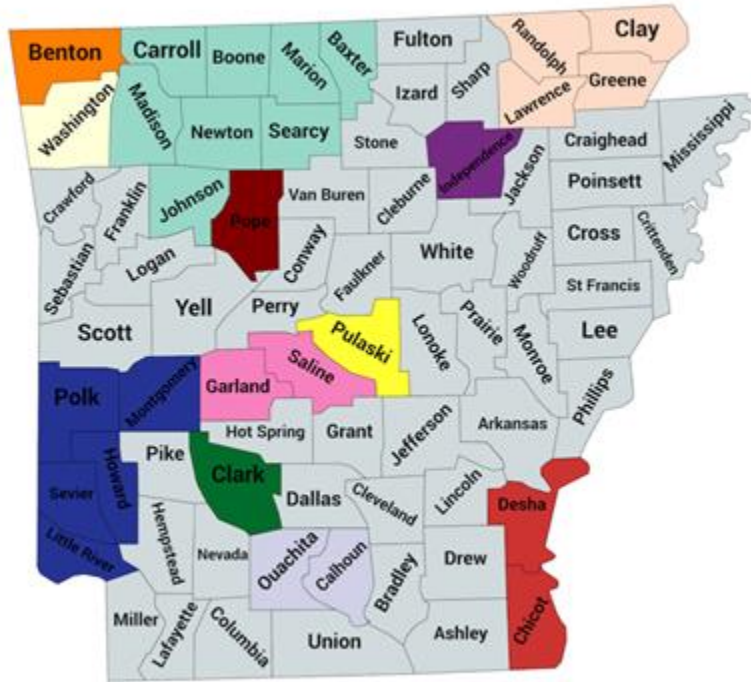 Benton
Carroll
Boone
Marion
Baxter
Fulton
Randolph
Clay
Washington
Madison
Newton
Searcy
Izard
Sharp
Lawrence
Greene
Stone
Independence
Jackson
Craighead
Mississippi
Crawford
Franklin
Johnson
Pope
Van Buren
Cleburne
Poinsett
Sebastian
Logan
Conway
Faulkner
White
Woodruff
Cross
Crittenden
St Francis
Scott
Yell
Perry
Pulaski
Lonoke
Prairie
Monroe
Lee
Polk
Montgomery
Garland
Saline
Phillips
Pike
Hot Spring
Grant
Jefferson
Arkansas
Sevier
Howard
Clark
Dallas
Cleveland
Lincoln
Desha
Little River
Hempstead
Nevada
Ouachita
Calhoun
Bradley
Drew
Miller
Lafayette
Columbia
Union
Ashley
Chicot